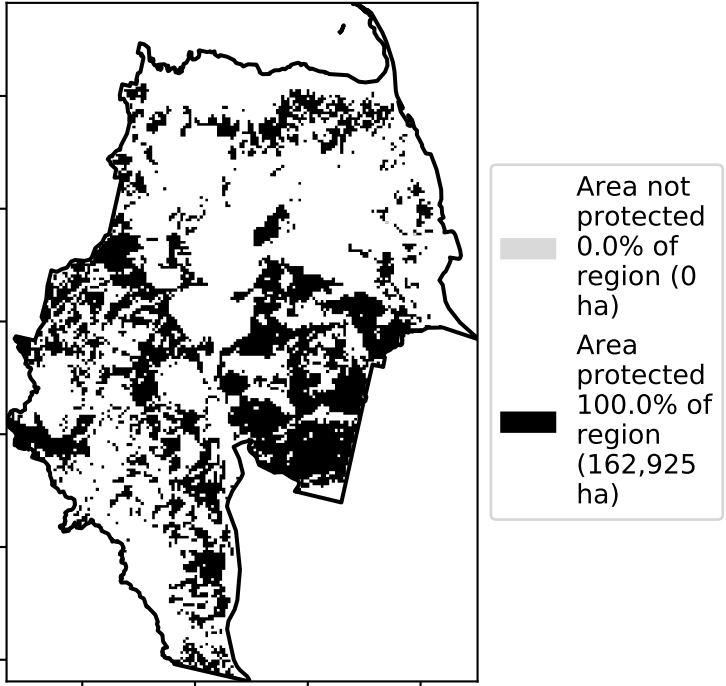 Area not
protected
0.0% of
region (0
ha)
Area
protected
100.0% of
region
(162,925
ha)